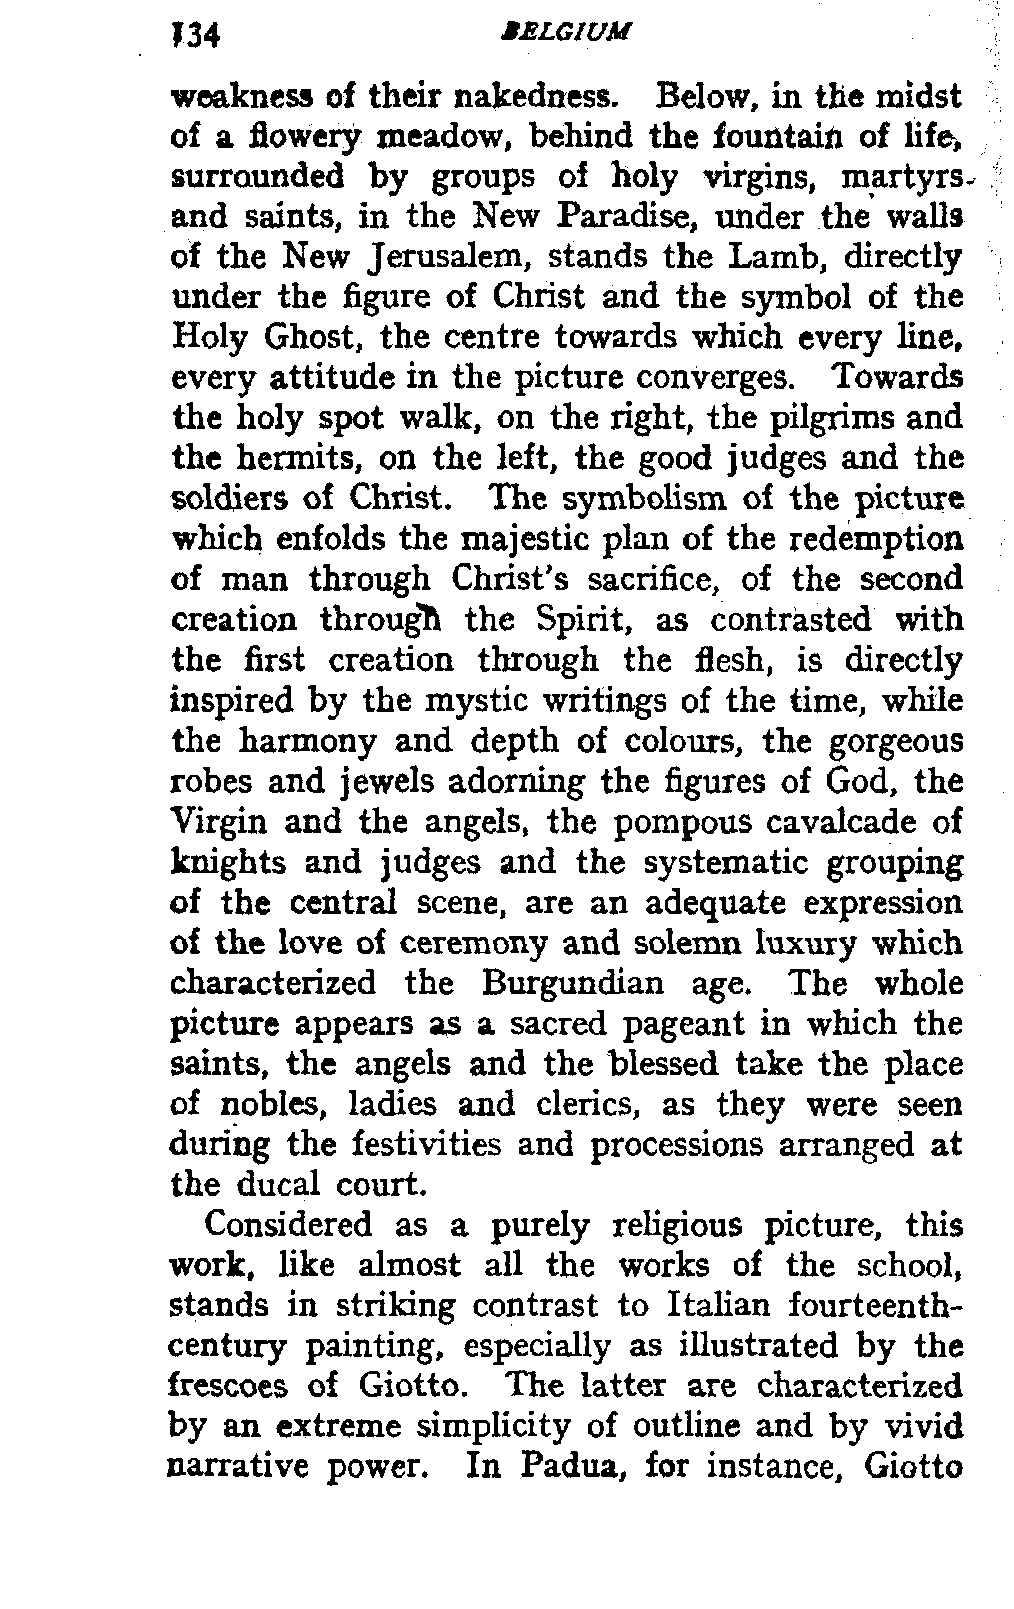 134 BELGIUM
weakness of their nakedness. Below, in the midst
of a flowery meadow, behind the fountain of life,
surrounded by groups of holy virgins, martyrs
and saints, in the New Paradise, under the walls
of the New Jerusalem, stands the Lamb, directly
under the figure of Christ and the symbol of the
Holy Ghost, the centre towards which every line,
every attitude in the picture converges. Towards
the holy spot walk, on the right, the pilgrims and
the hermits, on the left, the good judges and the
soldiers of Christ. The symbolism of the picture
which enfolds the majestic plan of the redemption
of man through Christ's sacrifice, of the second
creation through the Spirit, as contrasted with
the first creation through the flesh, is directly
inspired by the mystic writings of the time, while
the harmony and depth of colours, the gorgeous
robes and jewels adorning the figures of God, the
Virgin and the angels, the pompous cavalcade of
knights and judges and the systematic grouping
of the central scene, are an adequate expression
of the love of ceremony and solemn luxury which
characterized the Burgundian age. The whole
picture appears as a sacred pageant in which the
saints, the angels and the blessed take the place
of nobles, ladies and clerics, as they were seen
during the festivities and processions arranged at
the ducal court.
Considered as a purely religious picture, this
work, like almost all the works of the school,
stands in striking contrast to Italian fourteenth-
century painting, especially as illustrated by the
frescoes of Giotto. The latter are characterized
by an extreme simplicity of outline and by vivid
narrative power. In Padua, for instance, Giotto